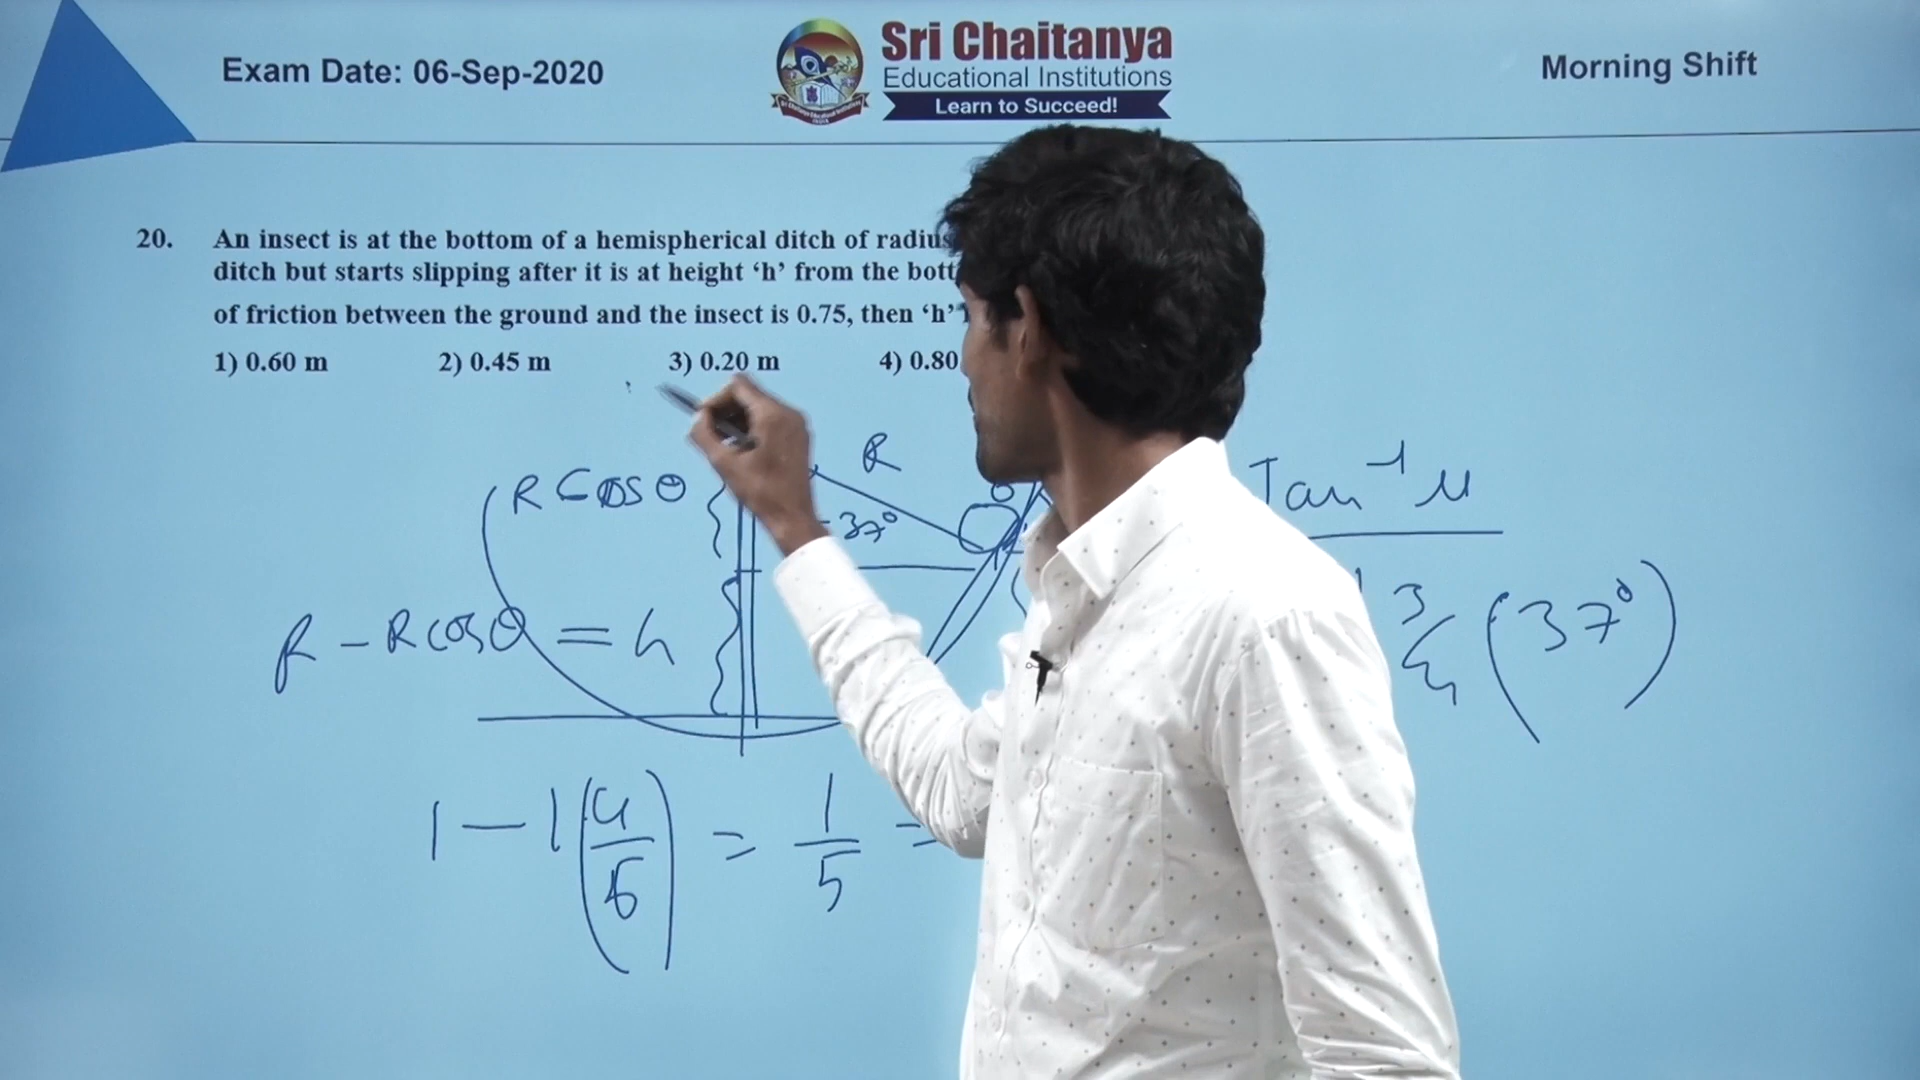 Exam Date: 06-Sep-2020
Sri Chaitanya
Educational Institutions
Learn to Succeed!
Morning Shift
20. An insect is at the bottom of a hemispherical ditch of radius
ditch but starts slipping after it is at height ‘h’ from the bott
of friction between the ground and the insect is 0.75, then ‘h’
1) 0.60 m 2) 0.45 m 3) 0.20 m 4) 0.80
R Cos θ
R
37°
θ
Tan⁻¹ μ
R - R cos θ = h
3/4 (37°)
1 - 1(4/5) = 1/5 =